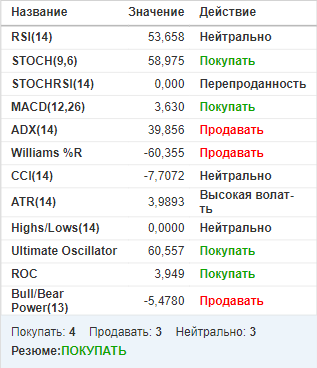 Название Значение Действие
RSI(14) 53,658 Нейтрально
STOCH(9,6) 58,975 Покупать
STOCHRSI(14) 0,000 Перепроданность
MACD(12,26) 3,630 Покупать
ADX(14) 39,856 Продавать
Williams %R -60,355 Продавать
CCI(14) -7,7072 Нейтрально
ATR(14) 3,9893 Высокая волат-
ть
Highs/Lows(14) 0,0000 Нейтрально
Ultimate Oscillator 60,557 Покупать
ROC 3,949 Покупать
Bull/Bear
Power(13) -5,4780 Продавать
Покупать: 4 Продавать: 3 Нейтрально: 3
Резюме:ПОКУПАТЬ